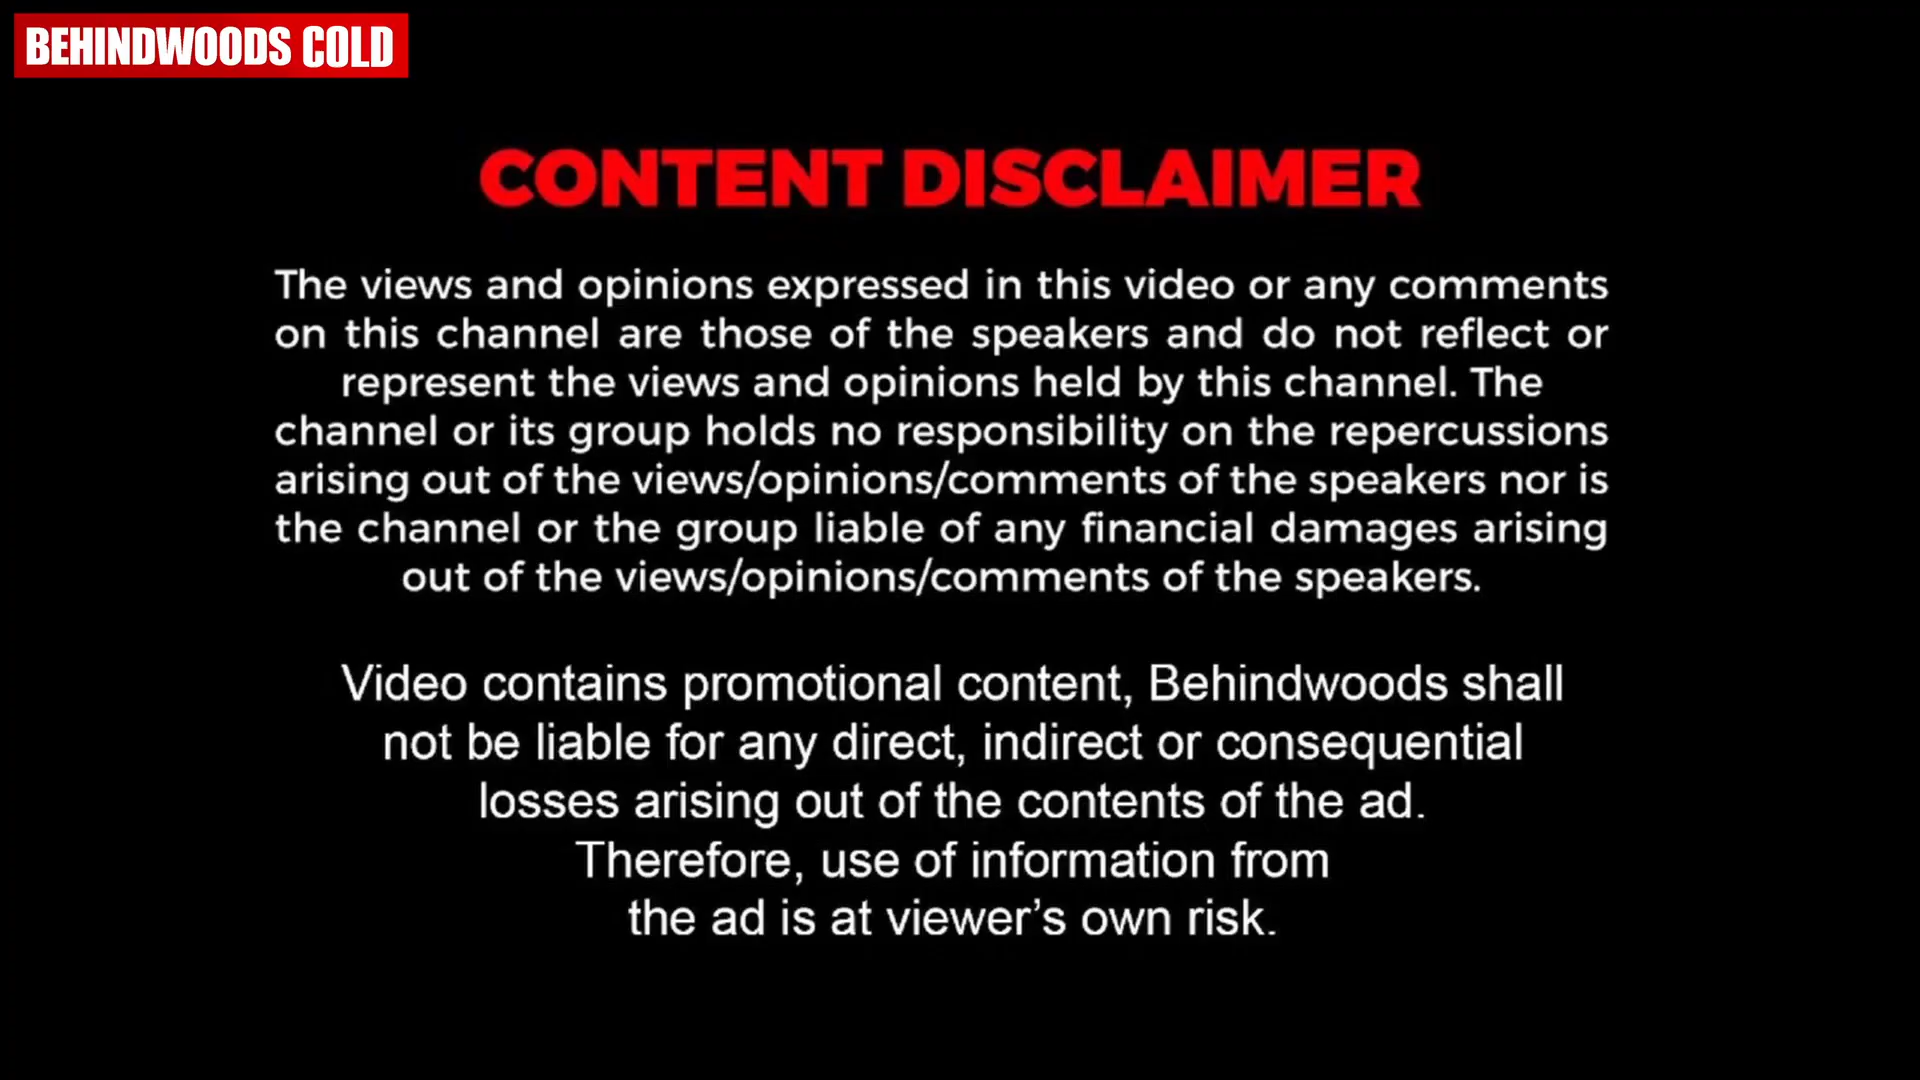 BEHINDWOODS COLD
CONTENT DISCLAIMER
The views and opinions expressed in this video or any comments
on this channel are those of the speakers and do not reflect or
represent the views and opinions held by this channel. The
channel or its group holds no responsibility on the repercussions
arising out of the views/opinions/comments of the speakers nor is
the channel or the group liable of any financial damages arising
out of the views/opinions/comments of the speakers.
Video contains promotional content, Behindwoods shall
not be liable for any direct, indirect or consequential
losses arising out of the contents of the ad.
Therefore, use of information from
the ad is at viewer’s own risk.